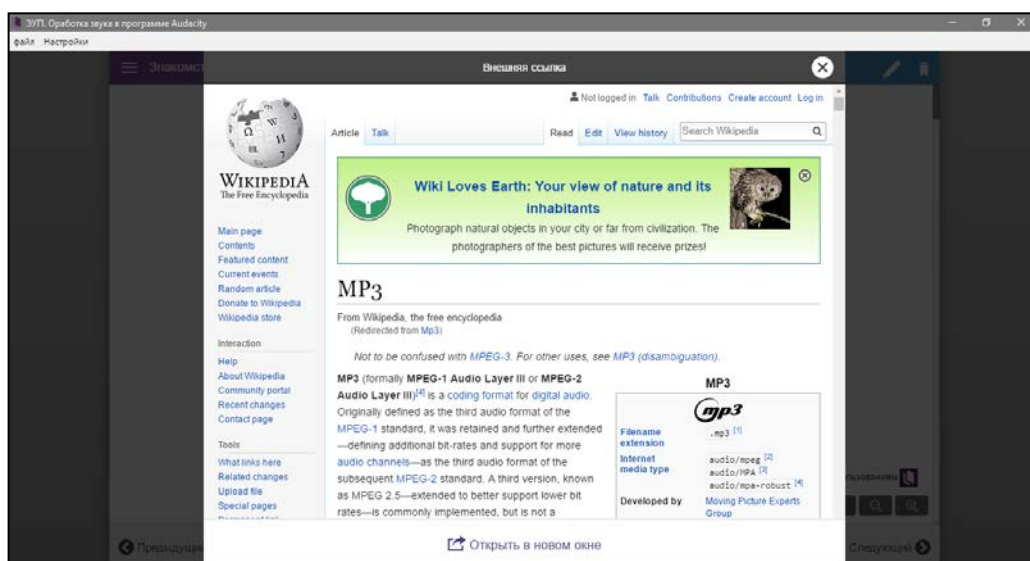 ЭУП. Оработка звука в программе Audacity
файл Настройки
Знакомст
Внешняя ссылка
Not logged in Talk Contributions Create account Log in
Article Talk Read Edit View history Search Wikipedia
WIKIPEDIA
The Free Encyclopedia
Main page
Contents
Featured content
Current events
Random article
Donate to Wikipedia
Wikipedia store
Interaction
Help
About Wikipedia
Community portal
Recent changes
Contact page
Tools
What links here
Related changes
Upload file
Special pages
Wiki Loves Earth: Your view of nature and its
inhabitants
Photograph natural objects in your city or far from civilization. The
photographers of the best pictures will receive prizes!
MP3
From Wikipedia, the free encyclopedia
(Redirected from Mp3)
Not to be confused with MPEG-3. For other uses, see MP3 (disambiguation).
MP3 (formally MPEG-1 Audio Layer III or MPEG-2
Audio Layer III)[4] is a coding format for digital audio.
Originally defined as the third audio format of the
MPEG-1 standard, it was retained and further extended
—defining additional bit-rates and support for more
audio channels—as the third audio format of the
subsequent MPEG-2 standard. A third version, known
as MPEG 2.5—extended to better support lower bit
rates—is commonly implemented, but is not a
MP3
mp3
Filename extension .mp3 [1]
Internet media type audio/mpeg [2]
audio/MPA [3]
audio/mpa-robust [4]
Developed by Moving Picture Experts
Group
Предыдущий
Открыть в новом окне
Следующий